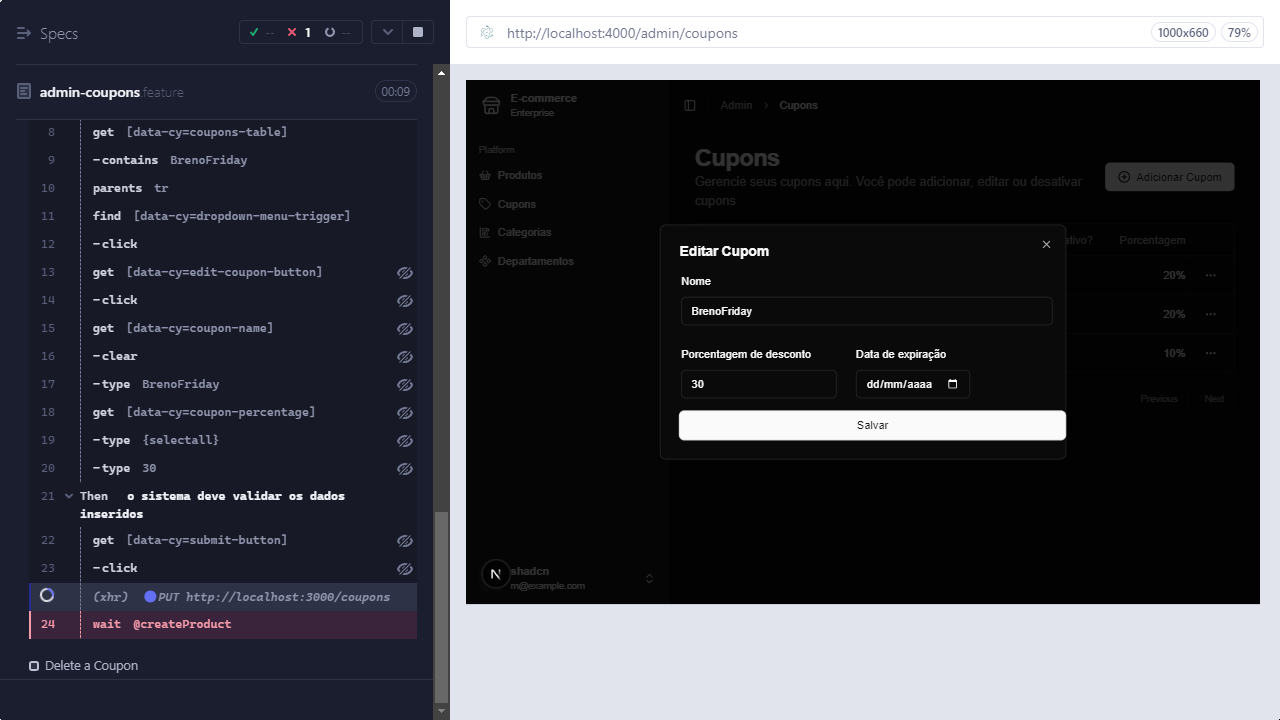 Specs
-- 1 --
admin-coupons.feature
00:09
8 get [data-cy=coupons-table]
9 -contains BrenoFriday
10 parents tr
11 find [data-cy=dropdown-menu-trigger]
12 -click
13 get [data-cy=edit-coupon-button]
14 -click
15 get [data-cy=coupon-name]
16 -clear
17 -type BrenoFriday
18 get [data-cy=coupon-percentage]
19 -type {selectall}
20 -type 30
21 Then o sistema deve validar os dados
inseridos
22 get [data-cy=submit-button]
23 -click
(xhr) PUT http://localhost:3000/coupons
24 wait @createProduct
Delete a Coupon
http://localhost:4000/admin/coupons
1000x660
79%
E-commerce
Enterprise
Platform
Produtos
Cupons
Categorias
Departamentos
Admin > Cupons
Cupons
Gerencie seus cupons aqui. Você pode adicionar, editar ou desativar
cupons
Adicionar Cupom
ativo?
Porcentagem
20%
20%
10%
Previous
Next
Editar Cupom
Nome
BrenoFriday
Porcentagem de desconto
Data de expiração
30
dd/mm/aaaa
Salvar
N
shadcn
m@example.com